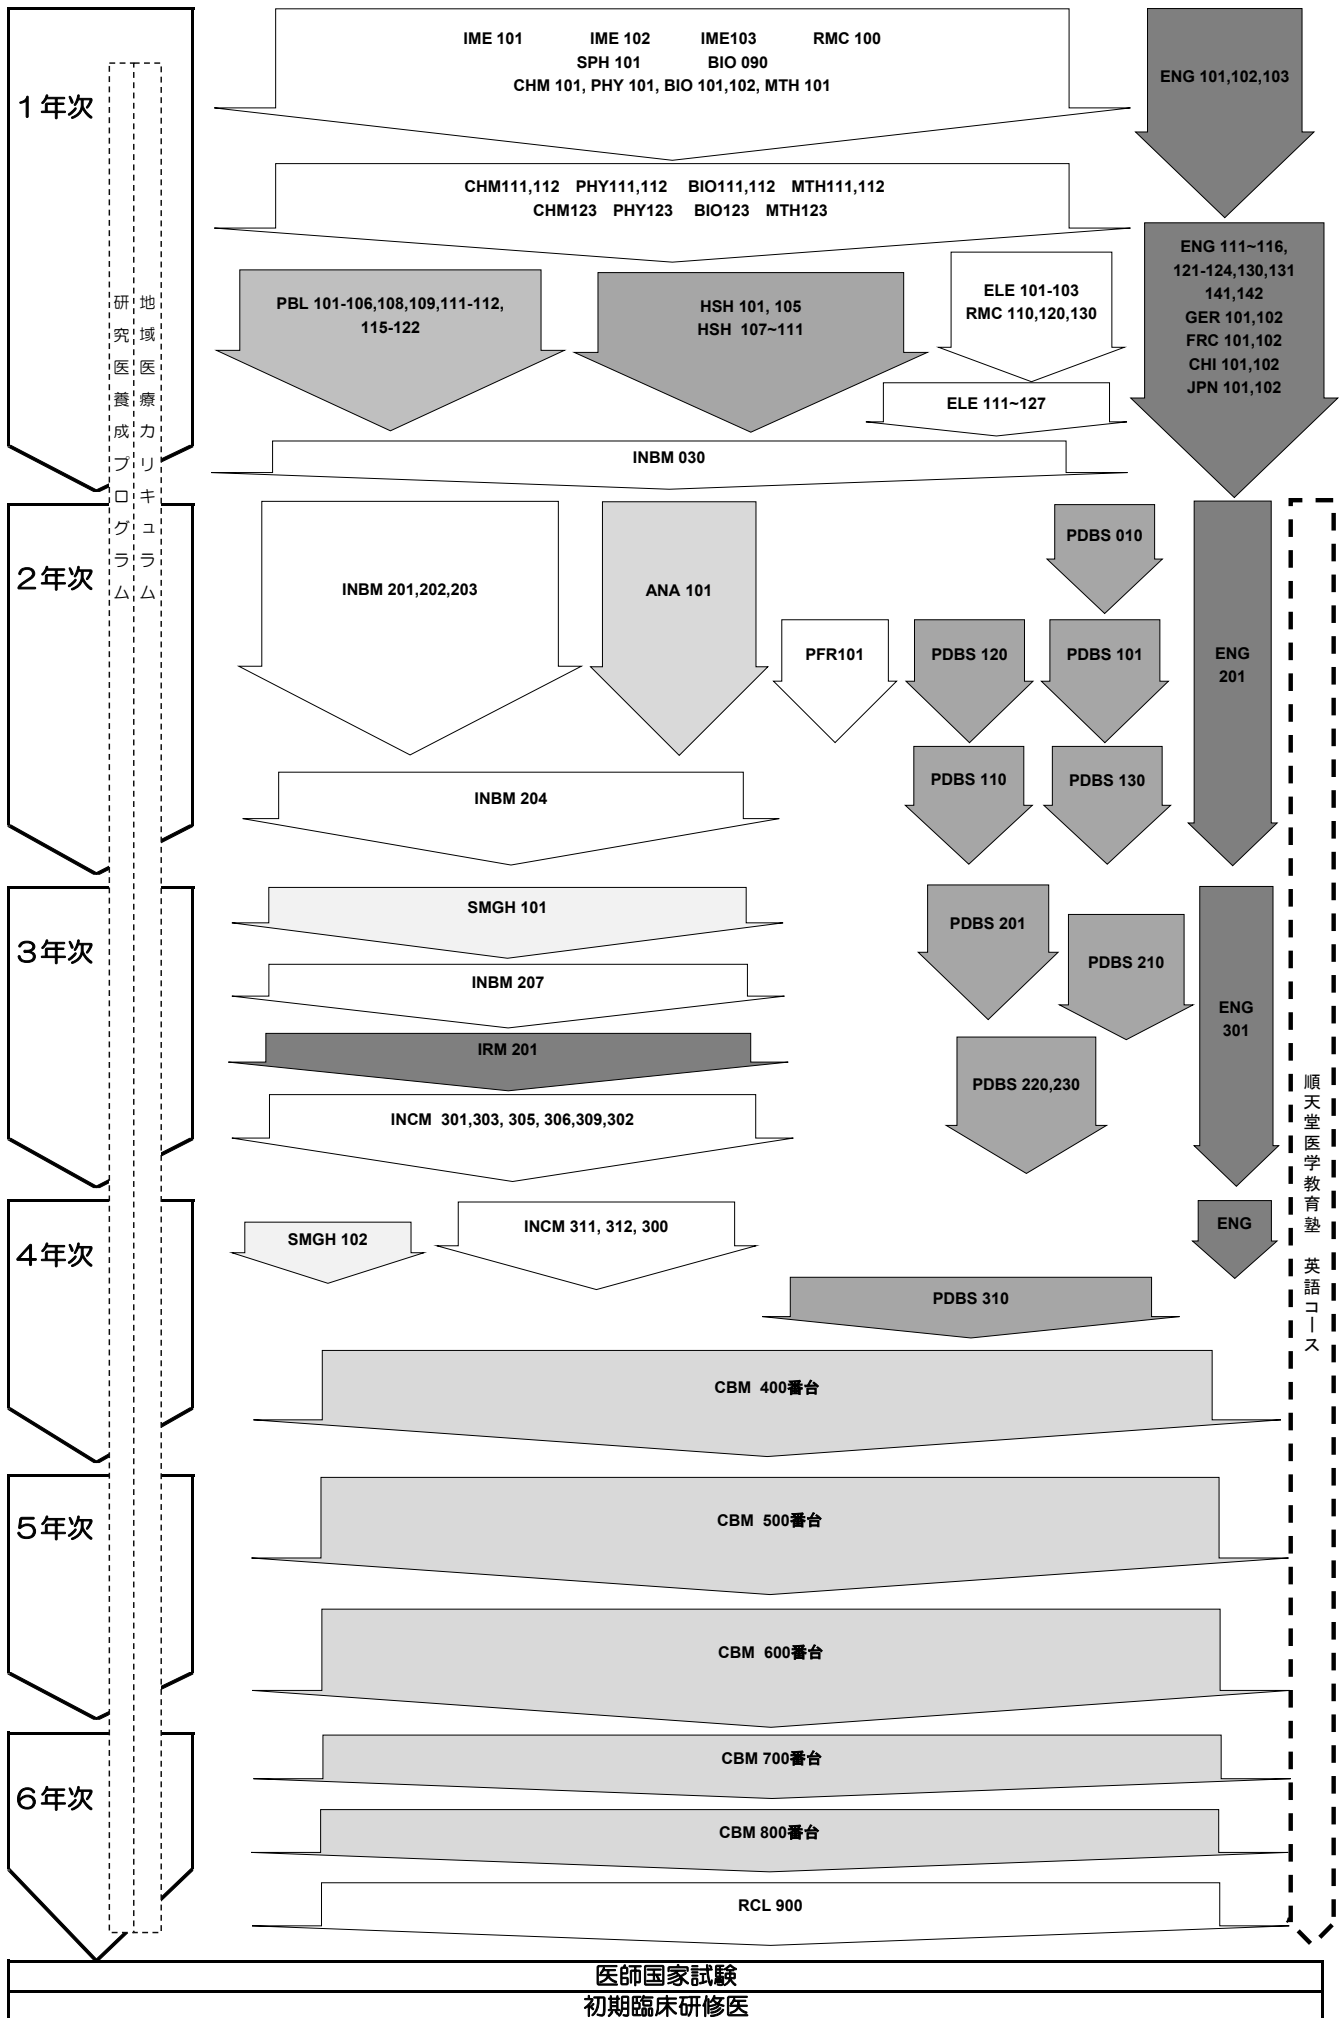 1年次
IME 101 IME 102 IME103 RMC 100
SPH 101 BIO 090
CHM 101, PHY 101, BIO 101,102, MTH 101
ENG 101,102,103
CHM111,112 PHY111,112 BIO111,112 MTH111,112
CHM123 PHY123 BIO123 MTH123
ENG 111~116,
121-124,130,131
141,142
GER 101,102
FRC 101,102
CHI 101,102
JPN 101,102
PBL 101-106,108,109,111-112,
115-122
HSH 101, 105
HSH 107~111
ELE 101-103
RMC 110,120,130
ELE 111~127
INBM 030
地域医療カリキュラム
研究医養成プログラム
2年次
INBM 201,202,203
ANA 101
PFR101
PDBS 010
PDBS 120
PDBS 101
ENG
201
PDBS 110
PDBS 130
INBM 204
3年次
SMGH 101
PDBS 201
PDBS 210
INBM 207
ENG
301
IRM 201
PDBS 220,230
INCM 301,303, 305, 306,309,302
順天堂医学教育塾 英語コース
4年次
SMGH 102
INCM 311, 312, 300
ENG
PDBS 310
CBM 400番台
5年次
CBM 500番台
CBM 600番台
6年次
CBM 700番台
CBM 800番台
RCL 900
医師国家試験
初期臨床研修医